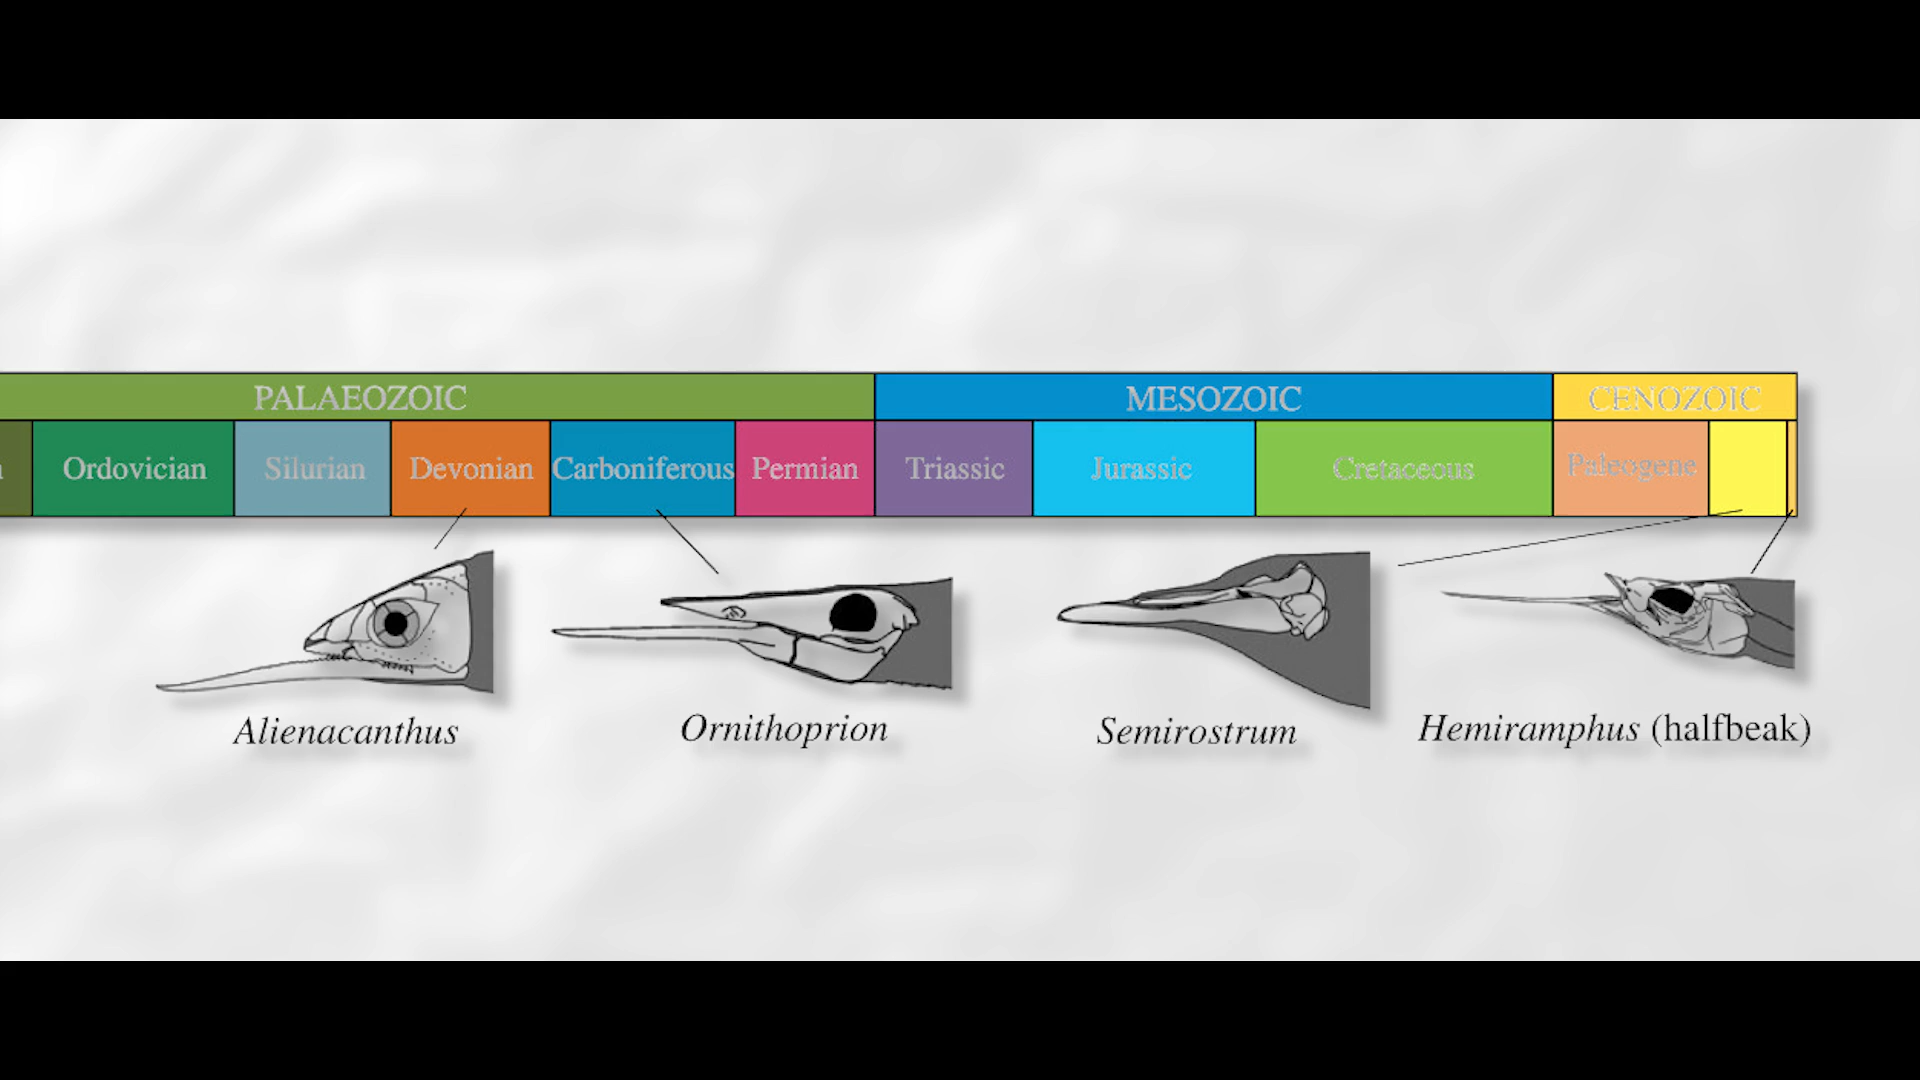 PALAEOZOIC MESOZOIC CENOZOIC
Ordovician Silurian Devonian Carboniferous Permian Triassic Jurassic Cretaceous Paleogene
Alienacanthus Ornithoprion Semirostrum Hemiramphus (halfbeak)